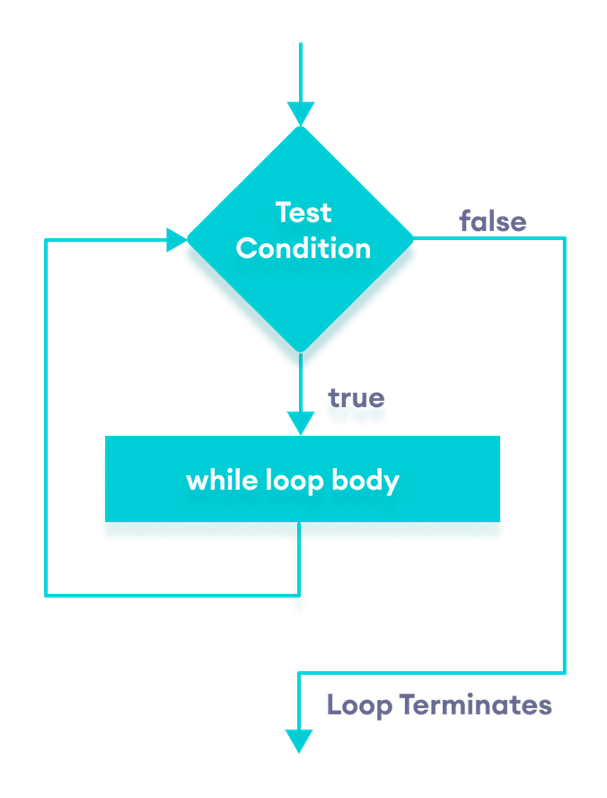 Test
Condition
false
true
while loop body
Loop Terminates